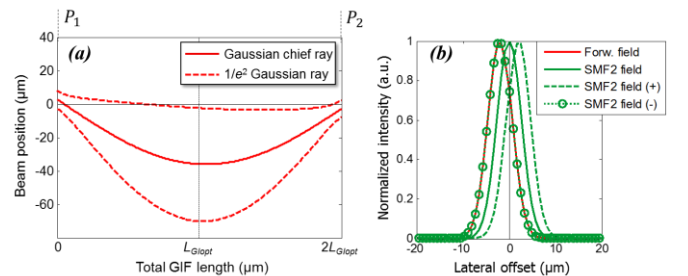 P₁ P₂
(a)
Gaussian chief ray
1/e² Gaussian ray
Beam position (µm)
40
20
0
-20
-40
-60
0 L_GIopt 2L_GIopt
Total GIF length (µm)
(b)
Forw. field
SMF2 field
SMF2 field (+)
SMF2 field (-)
Normalized intensity (a.u.)
1
0.8
0.6
0.4
0.2
0
-20 -10 0 10 20
Lateral offset (µm)